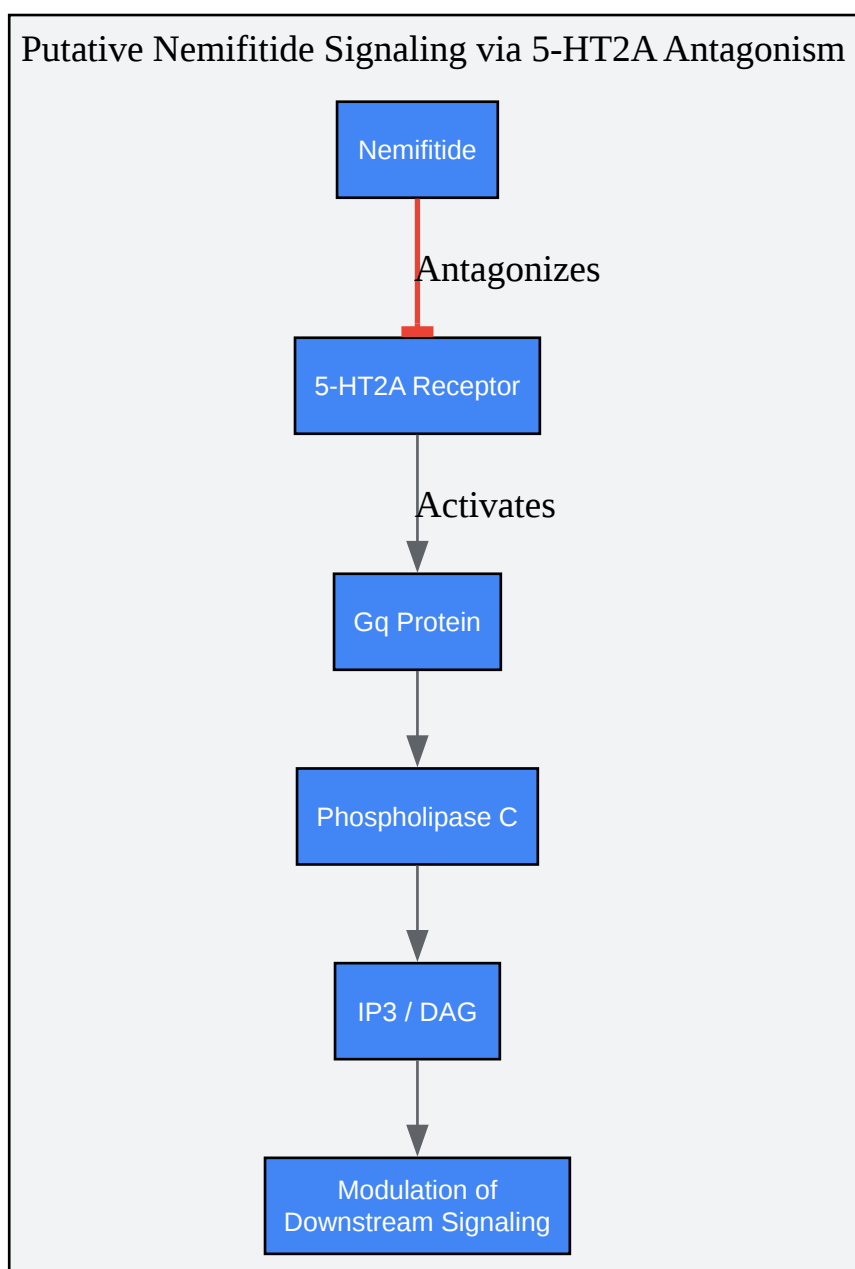 Putative Nemifitide Signaling via 5-HT2A Antagonism
Nemifitide
Antagonizes
5-HT2A Receptor
Activates
Gq Protein
Phospholipase C
IP3 / DAG
Modulation of
Downstream Signaling